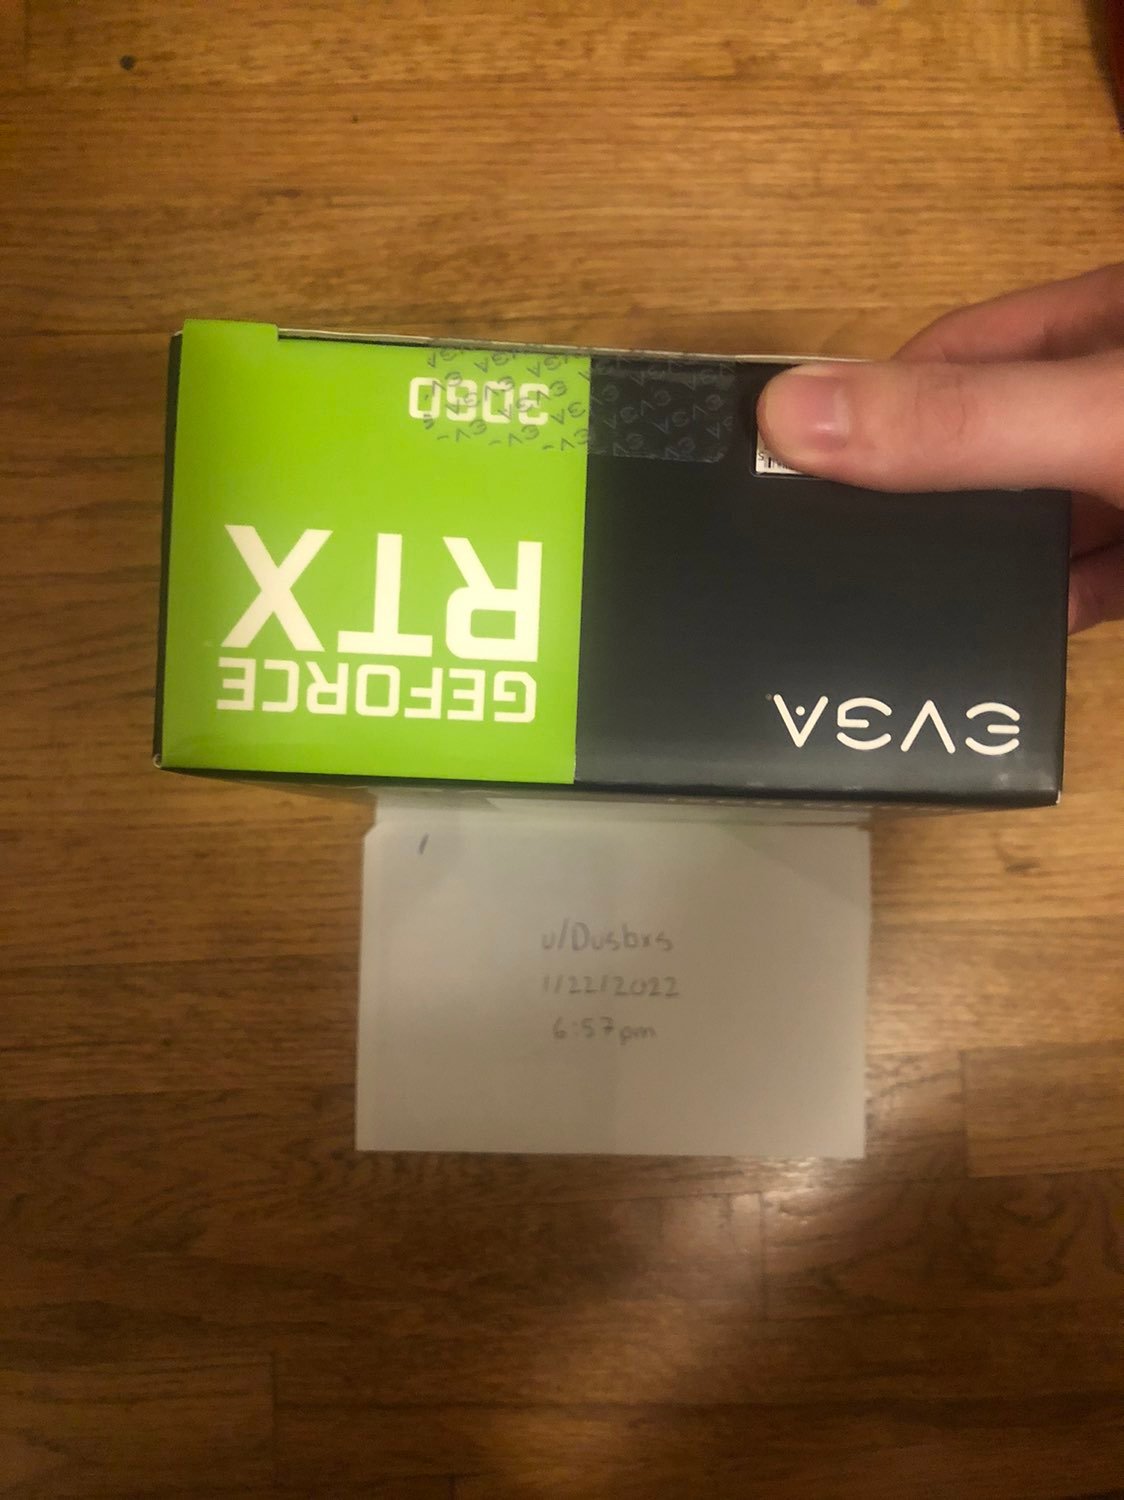 3060
RTX
GEFORCE
EVGA
u/Dusbxs
1/22/2022
6:57pm